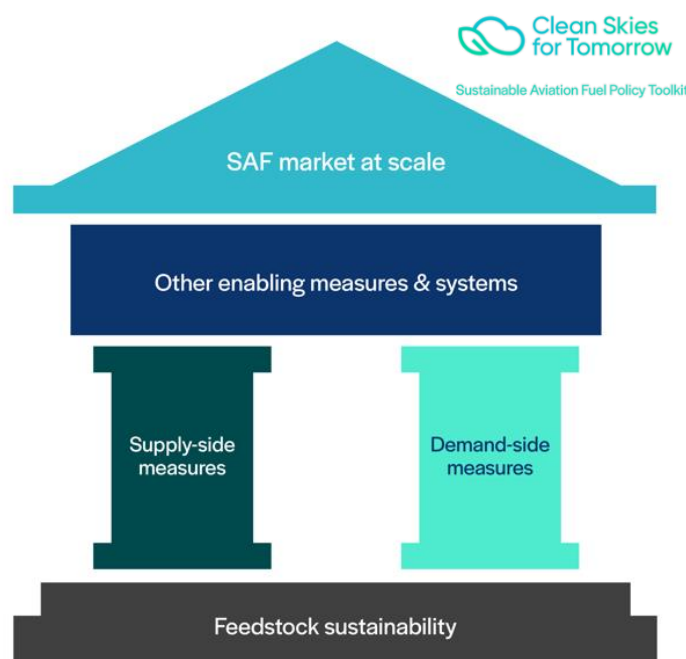 Clean Skies
for Tomorrow
Sustainable Aviation Fuel Policy Toolkit
SAF market at scale
Other enabling measures & systems
Supply-side
measures
Demand-side
measures
Feedstock sustainability